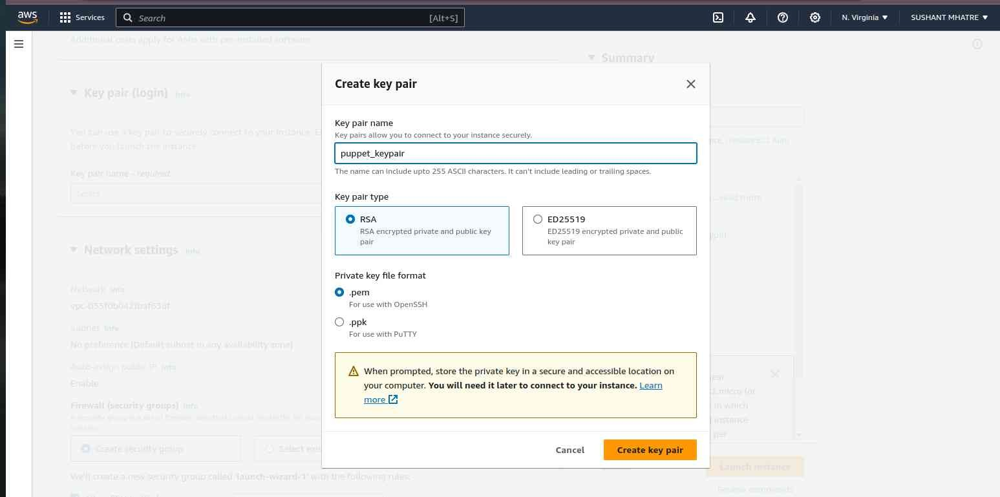 aws
Services
Search [Alt+S]
N. Virginia
SUSHANT MHATRE
Additional costs apply for AMIs with pre-installed software
Summary
Key pair (login) Info
You can use a key pair to securely connect to your instance.
before you launch the instance.
Key pair name - required
Select
Network settings Info
Network Info
Subnet Info
No preference (Default subnet in any availability zone)
Auto-assign public IP Info
Enable
Firewall (security groups) Info
Create security group
Select
We'll create a new security group called 'launch-wizard-1' with the following rules:
Create key pair
Key pair name
Key pairs allow you to connect to your instance securely.
puppet_keypair
The name can include upto 255 ASCII characters. It can't include leading or trailing spaces.
Key pair type
RSA
RSA encrypted private and public key
pair
ED25519
ED25519 encrypted private and public
key pair
Private key file format
.pem
For use with OpenSSH
.ppk
For use with PuTTY
When prompted, store the private key in a secure and accessible location on
your computer. You will need it later to connect to your instance. Learn
more
Cancel
Create key pair
...read more
in which
instance
per
Launch instance
Review commands